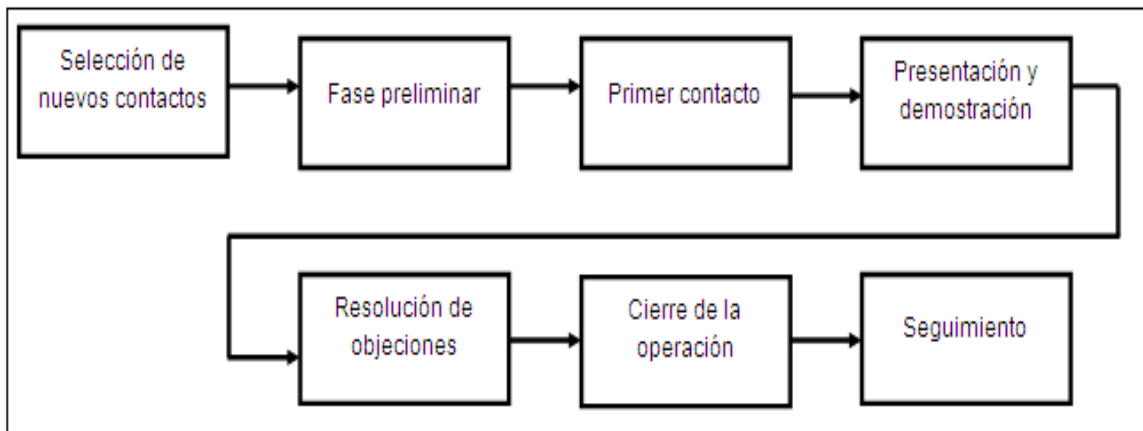 Selección de
nuevos contactos
Fase preliminar
Primer contacto
Presentación y
demostración
Resolución de
objeciones
Cierre de la
operación
Seguimiento